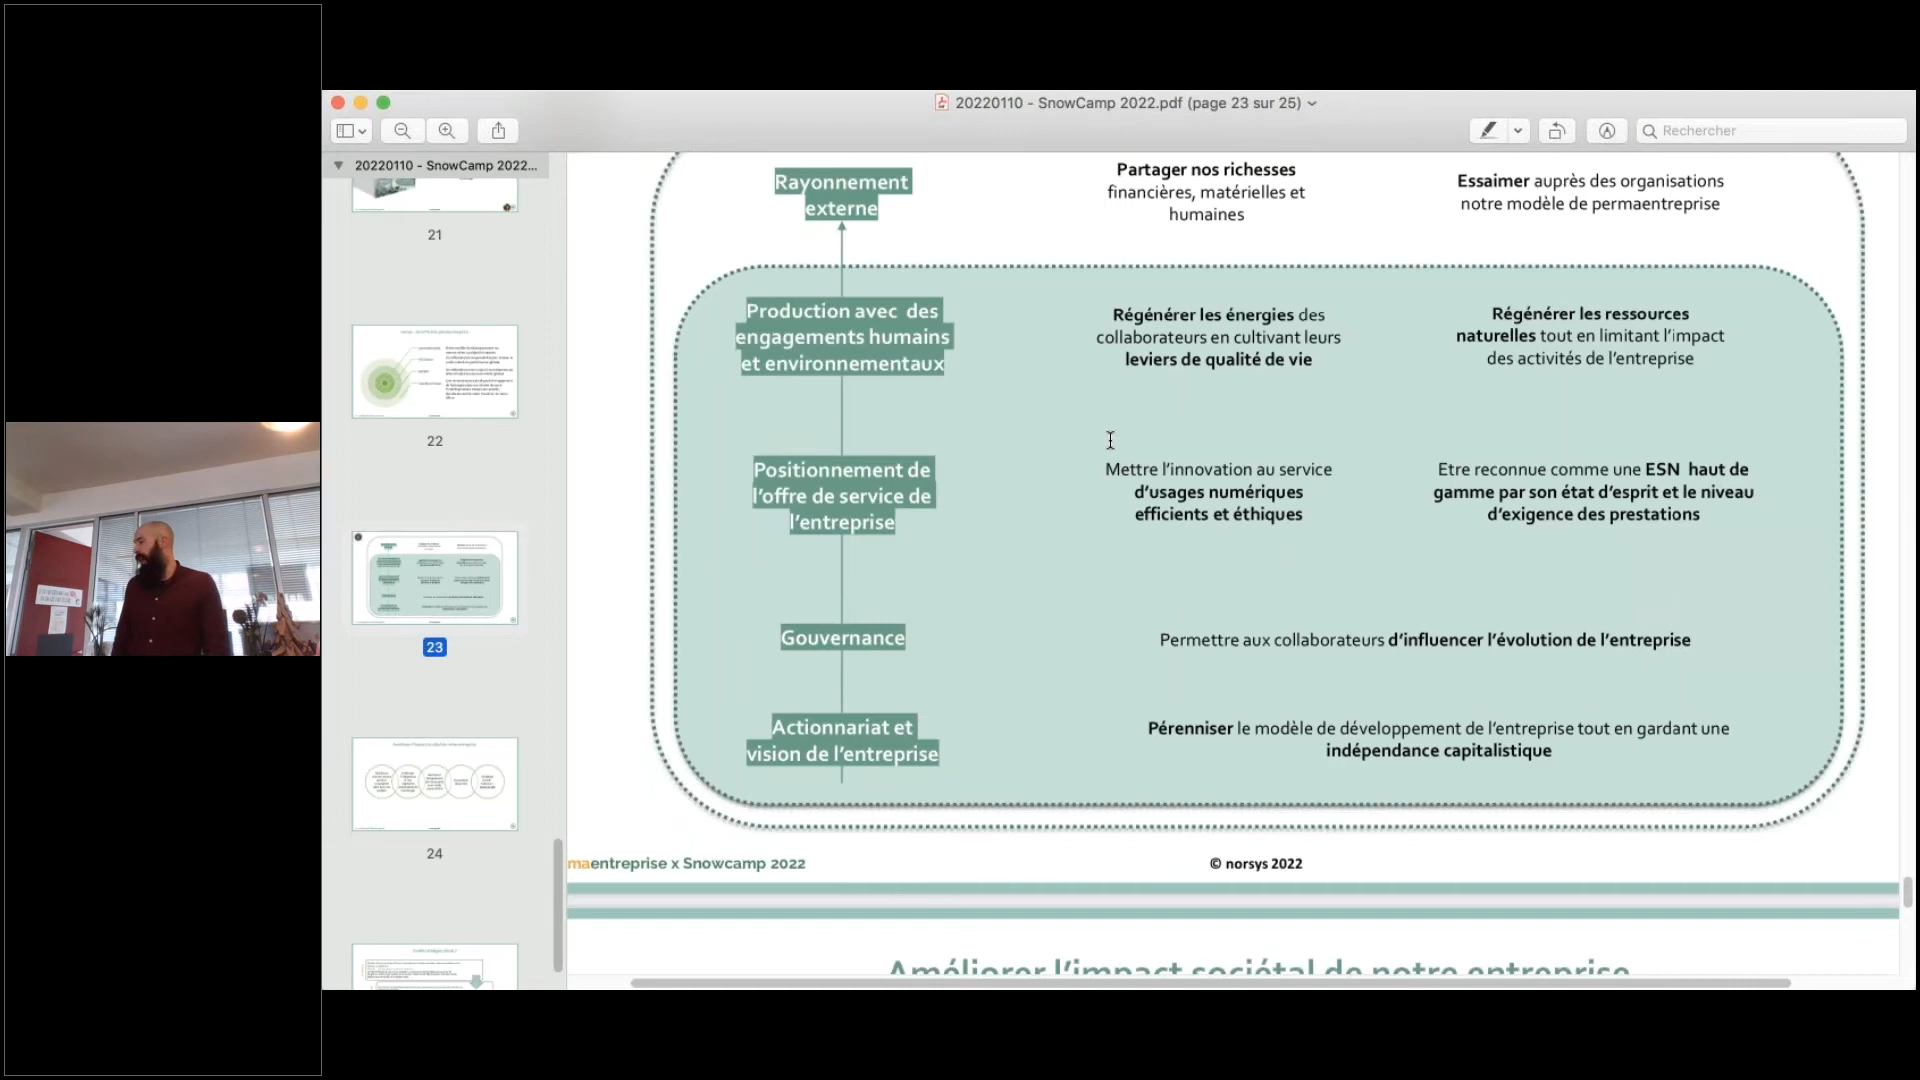 20220110 - SnowCamp 2022.pdf (page 23 sur 25)
Rechercher
20220110 - SnowCamp 2022...
21
22
23
24
Rayonnement
externe
Partager nos richesses
financières, matérielles et
humaines
Essaimer auprès des organisations
notre modèle de permaentreprise
Production avec des
engagements humains
et environnementaux
Régénérer les énergies des
collaborateurs en cultivant leurs
leviers de qualité de vie
Régénérer les ressources
naturelles tout en limitant l'impact
des activités de l'entreprise
Positionnement de
l'offre de service de
l'entreprise
Mettre l'innovation au service
d'usages numériques
efficients et éthiques
Etre reconnue comme une ESN haut de
gamme par son état d'esprit et le niveau
d'exigence des prestations
Gouvernance
Permettre aux collaborateurs d'influencer l'évolution de l'entreprise
Actionnariat et
vision de l'entreprise
Pérenniser le modèle de développement de l'entreprise tout en gardant une
indépendance capitalistique
maentreprise x Snowcamp 2022
© norsys 2022
Améliorer l'impact sociétal de notre entreprise